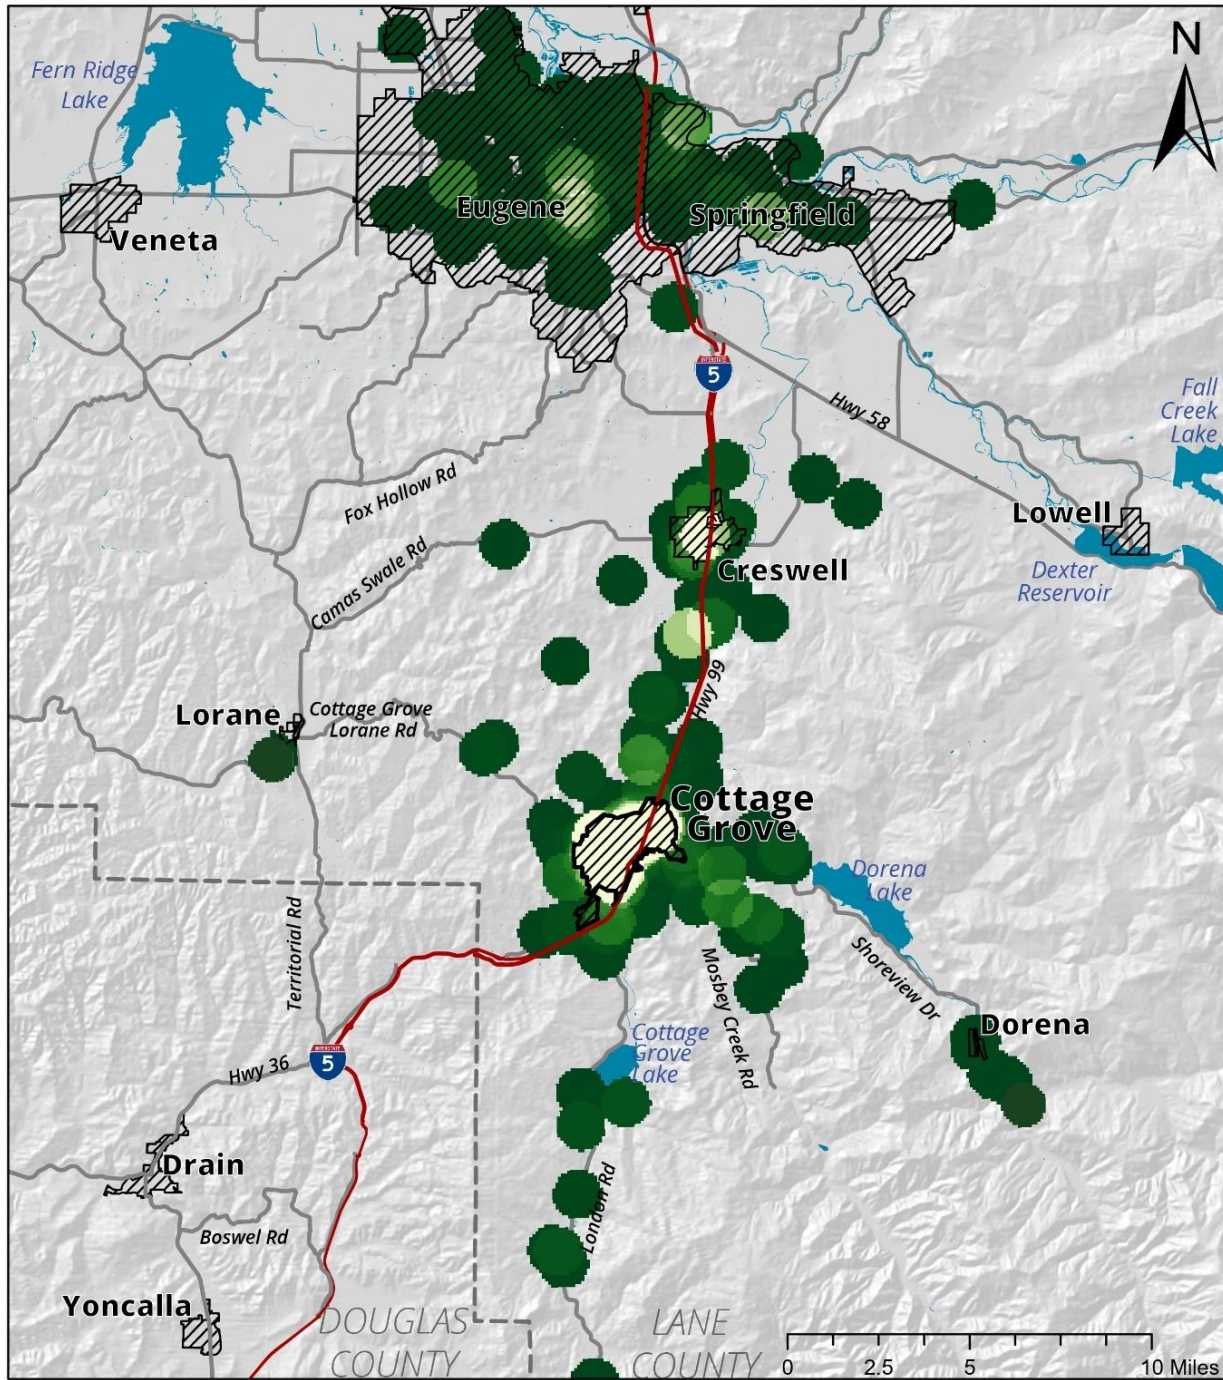 N
Fern Ridge
Lake
Eugene
Springfield
Veneta
5
Fall
Creek
Lake
Hwy 58
Fox Hollow Rd
Lowell
Camas Swale Rd
Creswell
Dexter
Reservoir
Hwy 99
Lorane
Cottage Grove
Lorane Rd
Cottage
Grove
Dorena
Lake
Territorial Rd
Shoreview Dr
Mosbey Creek Rd
Dorena
Cottage
Grove
Lake
INTERSTATE
5
Hwy 36
Drain
London Rd
Boswel Rd
Yoncalla
DOUGLAS
COUNTY
LANE
COUNTY
0 2.5 5 10 Miles